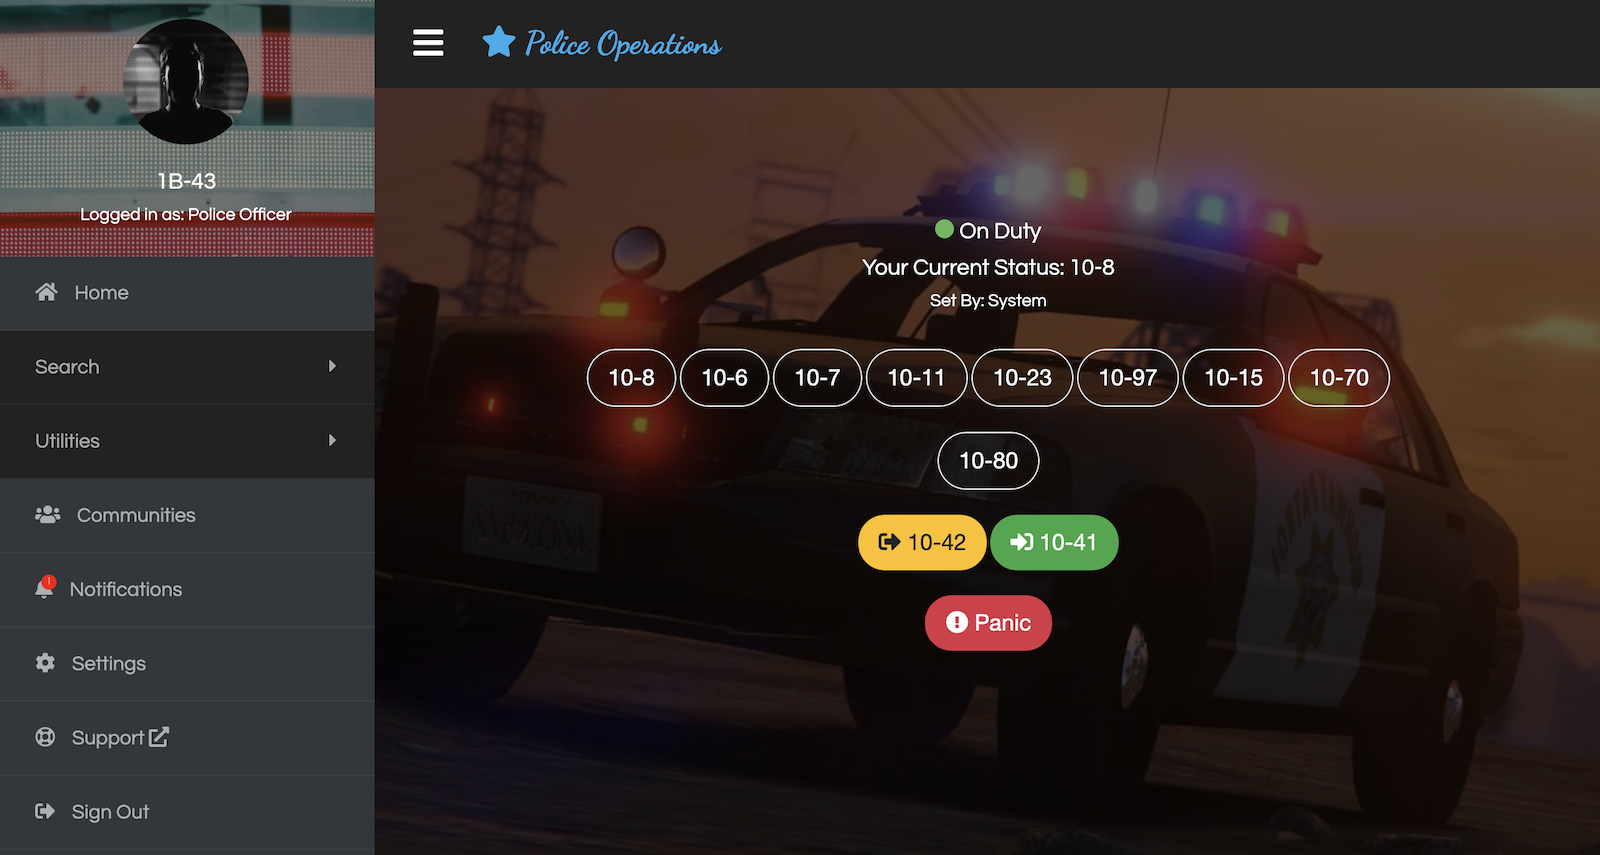 1B-43
Logged in as: Police Officer
Home
Search
Utilities
Communities
1
Notifications
Settings
Support
Sign Out
Police Operations
On Duty
Your Current Status: 10-8
Set By: System
10-8 10-6 10-7 10-11 10-23 10-97 10-15 10-70
10-80
10-42 10-41
Panic